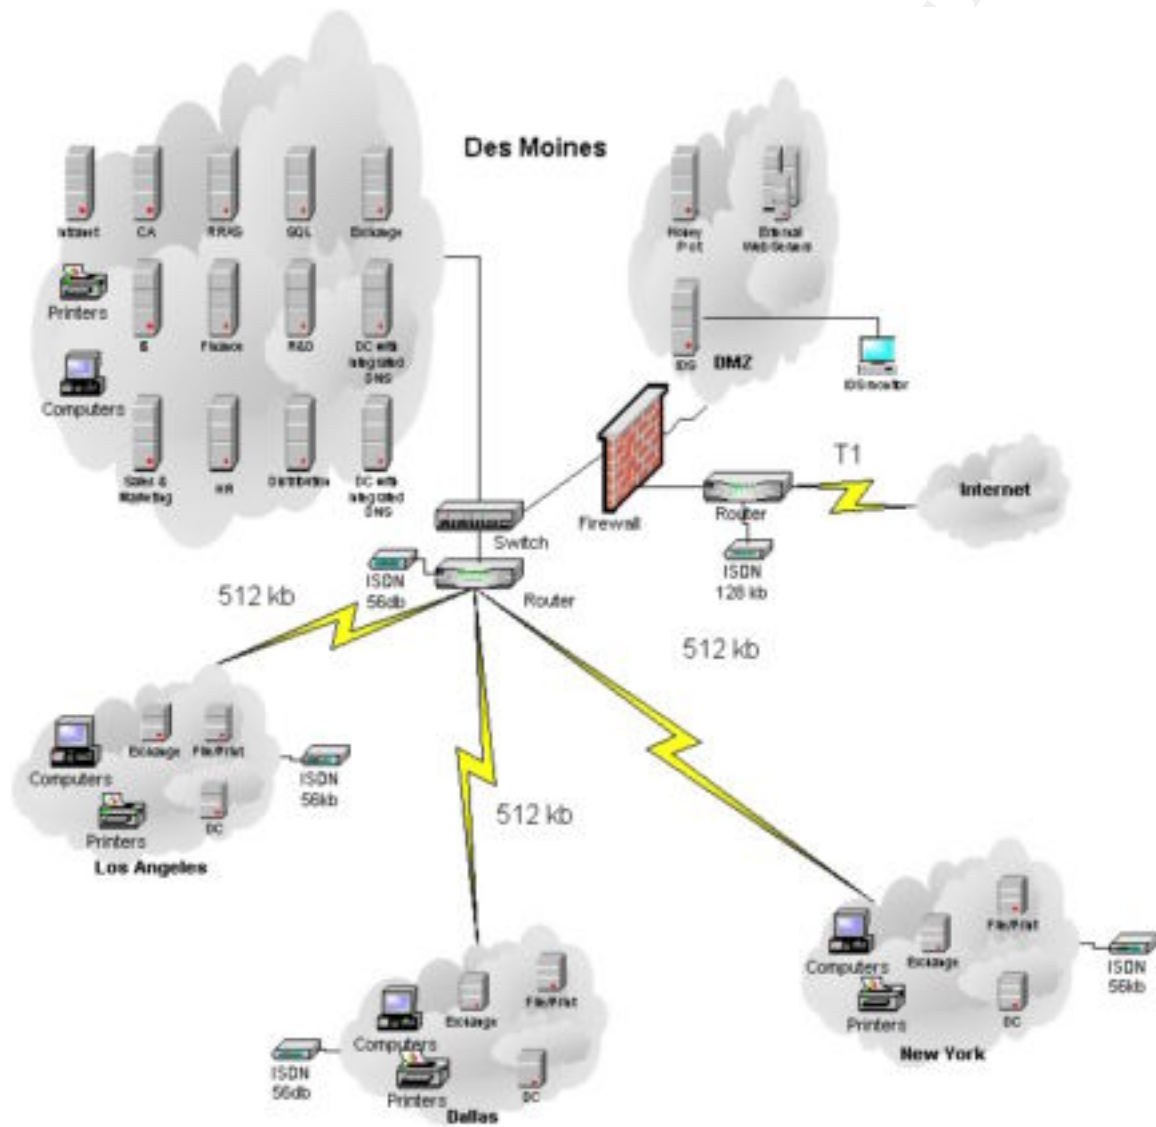 Des Moines
Intranet
CA
RRAS
SQL
Exchange
Honey
Pot
External
Web Servers
Printers
Finance
R&D
DC with
Integrated
DNS
IDS
DMZ
IDS monitor
Computers
Sales &
Marketing
HR
Distribution
DC with
Integrated
DNS
T1
Internet
Firewall
Router
ISDN
128 kb
Switch
ISDN
56db
Router
512 kb
512 kb
512 kb
Computers
Exchange
File/Print
Printers
DC
Los Angeles
ISDN
56kb
Computers
Exchange
File/Print
Printers
DC
Dallas
ISDN
56db
Computers
Exchange
File/Print
Printers
DC
New York
ISDN
56kb